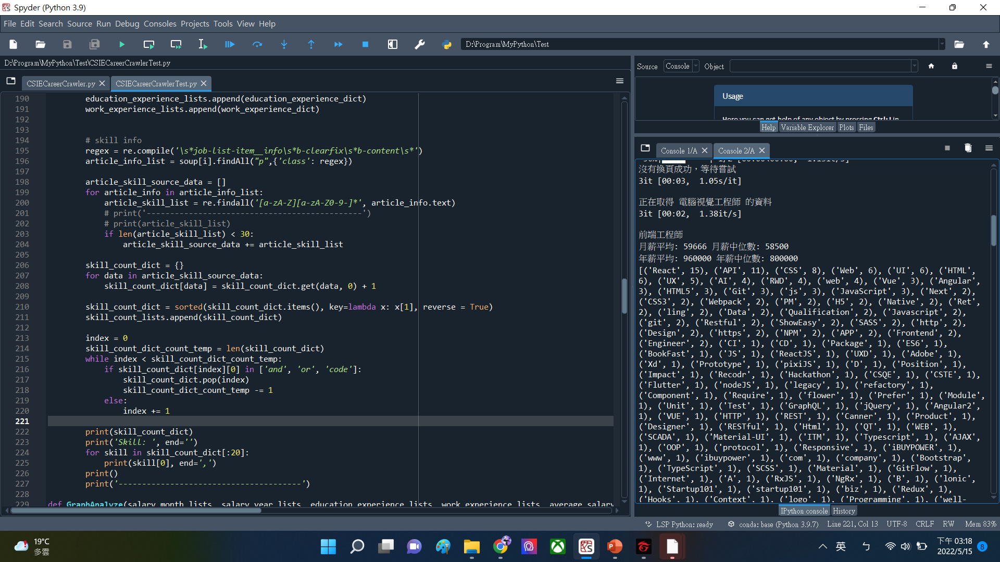 Spyder (Python 3.9)
File Edit Search Source Run Debug Consoles Projects Tools View Help
D:\Program\MyPython\Test
D:\Program\MyPython\Test\CSIECareerCrawlerTest.py
CSIECareerCrawler.py
CSIECareerCrawlerTest.py
190 education_experience_lists.append(education_experience_dict)
191 work_experience_lists.append(work_experience_dict)
192
193
194 # skill info
195 regex = re.compile('\s*job-list-item__info\s*b-clearfix\s*b-content\s*')
196 article_info_list = soup[i].findAll("p",{'class': regex})
197
198 article_skill_source_data = []
199 for article_info in article_info_list:
200 article_skill_list = re.findall('[a-zA-Z][a-zA-Z0-9-]*', article_info.text)
201 # print('----------------------------------------------')
202 # print(article_skill_list)
203 if len(article_skill_list) < 30:
204 article_skill_source_data += article_skill_list
205
206 skill_count_dict = {}
207 for data in article_skill_source_data:
208 skill_count_dict[data] = skill_count_dict.get(data, 0) + 1
209
210 skill_count_dict = sorted(skill_count_dict.items(), key=lambda x: x[1], reverse = True)
211 skill_count_lists.append(skill_count_dict)
212
213 index = 0
214 skill_count_dict_count_temp = len(skill_count_dict)
215 while index < skill_count_dict_count_temp:
216 if skill_count_dict[index][0] in ['and', 'or', 'code']:
217 skill_count_dict.pop(index)
218 skill_count_dict_count_temp -= 1
219 else:
220 index += 1
221
222 print(skill_count_dict)
223 print('Skill: ', end='')
224 for skill in skill_count_dict[:20]:
225 print(skill[0], end=',')
226 print()
227 print('---------------------------------------')
228
229 def GraphAnalyze(salary_month_lists, salary_year_lists, education_experience_lists, work_experience_lists, average_salary
Source Console Object
Usage
Here you can get help of any object by pressing Ctrl+I in
Help Variable Explorer Plots Files
Console 1/A
Console 2/A
沒有換頁成功，等待嘗試
3it [00:03, 1.05s/it]
正在取得 電腦視覺工程師 的資料
3it [00:02, 1.38it/s]
前端工程師
月薪平均: 59666 月薪中位數: 58500
年薪平均: 960000 年薪中位數: 800000
[('React', 15), ('API', 11), ('CSS', 8), ('Web', 6), ('UI', 6), ('HTML',
6), ('UX', 5), ('AI', 4), ('RWD', 4), ('web', 4), ('Vue', 3), ('Angular',
3), ('HTML5', 3), ('Git', 3), ('js', 3), ('JavaScript', 3), ('Next', 2),
('CSS3', 2), ('Webpack', 2), ('PM', 2), ('H5', 2), ('Native', 2), ('Ret',
2), ('ling', 2), ('Data', 2), ('Qualification', 2), ('Javascript', 2),
('git', 2), ('Restful', 2), ('ShowEasy', 2), ('SASS', 2), ('http', 2),
('Design', 2), ('https', 2), ('NPM', 2), ('APP', 2), ('Frontend', 2),
('Engineer', 2), ('CI', 1), ('CD', 1), ('Package', 1), ('ES6', 1),
('BookFast', 1), ('JS', 1), ('ReactJS', 1), ('UXD', 1), ('Adobe', 1),
('Xd', 1), ('Prototype', 1), ('pixiJS', 1), ('D', 1), ('Position', 1),
('Impact', 1), ('Recodr', 1), ('Hackathon', 1), ('CSQE', 1), ('CSTE', 1),
('Flutter', 1), ('nodeJS', 1), ('legacy', 1), ('refactory', 1),
('Component', 1), ('Require', 1), ('flower', 1), ('Prefer', 1), ('Module',
1), ('Unit', 1), ('Test', 1), ('GraphQL', 1), ('jQuery', 1), ('Angular2',
1), ('VUE', 1), ('HTTP', 1), ('REST', 1), ('Canner', 1), ('Product', 1),
('Designer', 1), ('RESTful', 1), ('Html', 1), ('QT', 1), ('WEB', 1),
('SCADA', 1), ('Material-UI', 1), ('ITM', 1), ('Typescript', 1), ('AJAX',
1), ('OOP', 1), ('protocol', 1), ('Responsive', 1), ('iBUYPOWER', 1),
('www', 1), ('ibuypower', 1), ('com', 1), ('company', 1), ('Bootstrap',
1), ('TypeScript', 1), ('SCSS', 1), ('Material', 1), ('GitFlow', 1),
('Internet', 1), ('A', 1), ('RxJS', 1), ('NgRx', 1), ('B', 1), ('lonic',
1), ('Startup101', 1), ('startup101', 1), ('biz', 1), ('Redux', 1),
('Hooks', 1), ('Context', 1), ('logo', 1), ('Programming', 1), ('well-
IPython console History
LSP Python: ready conda: base (Python 3.9.7) Line 221, Col 13 UTF-8 CRLF RW Mem 83%
19°C
多雲
英 ㄅ
下午 03:18
2022/5/15
8